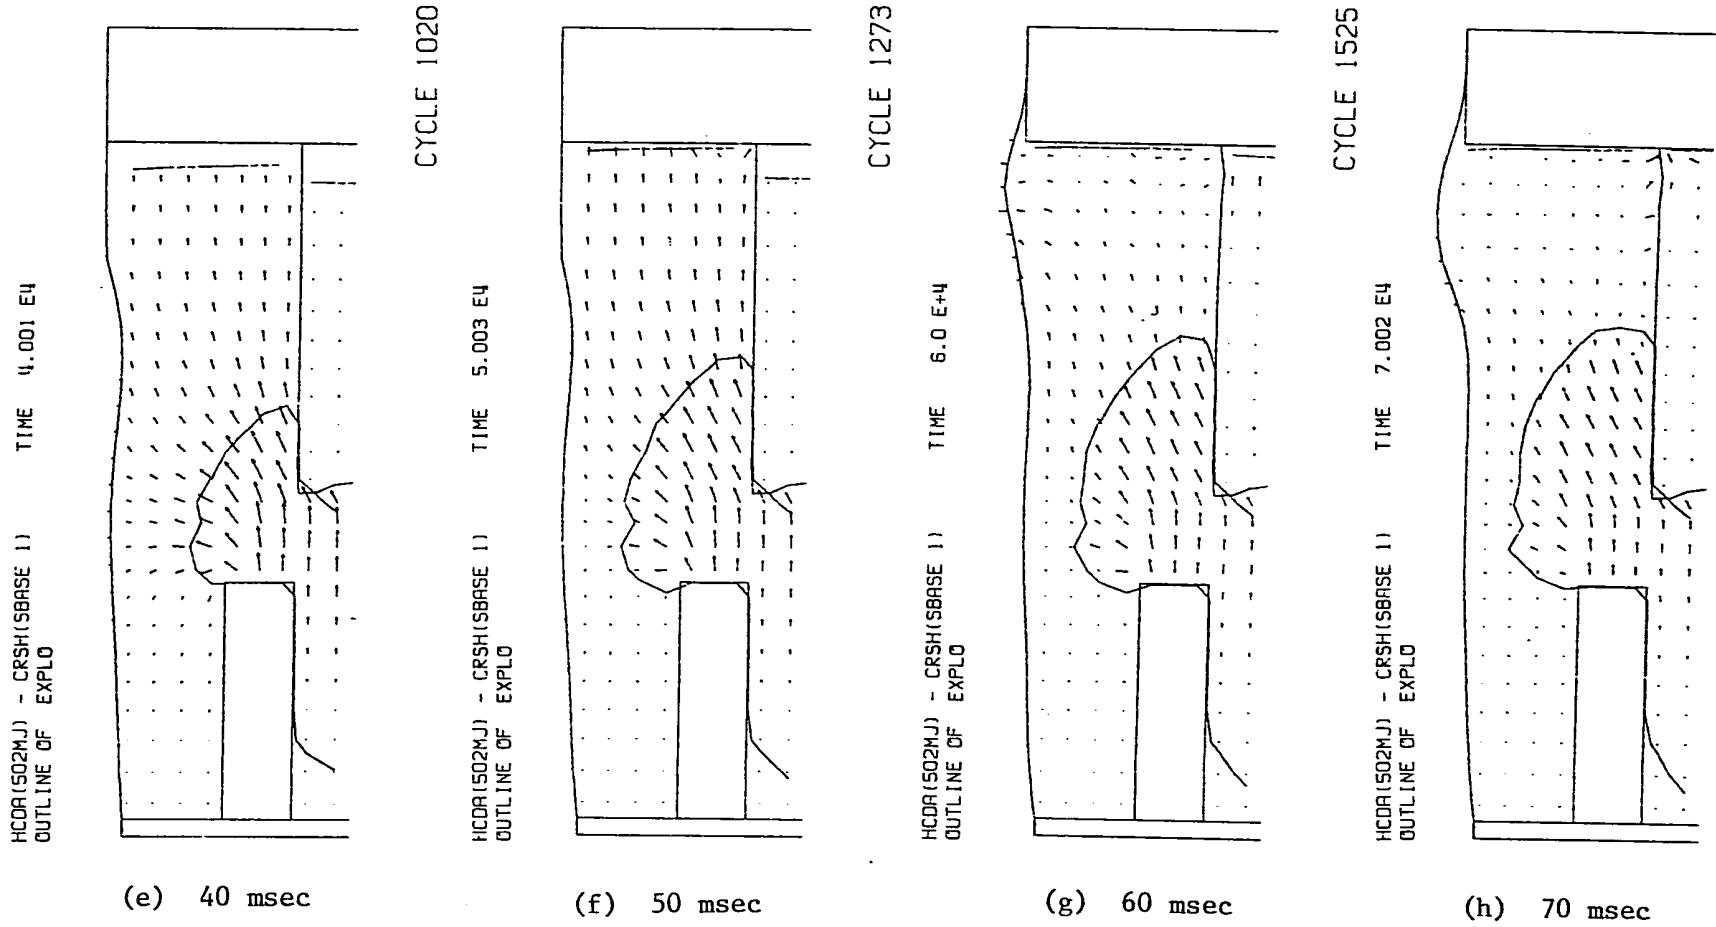 HCDA(502MJ) - CRSH(SBASE 1) TIME 4.001 E4 CYCLE 1020
OUTLINE OF EXPLO
(e) 40 msec
HCDA(502MJ) - CRSH(SBASE 1) TIME 5.003 E4 CYCLE 1273
OUTLINE OF EXPLO
(f) 50 msec
HCDA(502MJ) - CRSH(SBASE 1) TIME 6.0 E+4 CYCLE 1525
OUTLINE OF EXPLO
(g) 60 msec
HCDA(502MJ) - CRSH(SBASE 1) TIME 7.002 E4
OUTLINE OF EXPLO
(h) 70 msec